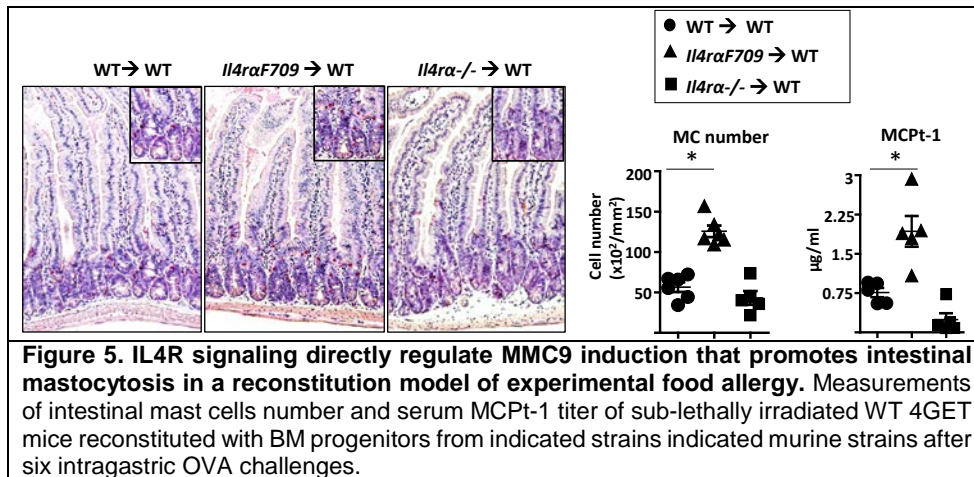 WT → WT
Il4rαF709 → WT
Il4rα-/- → WT
WT → WT
Il4rαF709 → WT
Il4rα-/- → WT
MC number
*
Cell number
(x10²/mm²)
200
150
100
50
MCPt-1
*
µg/ml
3
2.25
1.5
0.75
Figure 5. IL4R signaling directly regulate MMC9 induction that promotes intestinal
mastocytosis in a reconstitution model of experimental food allergy. Measurements
of intestinal mast cells number and serum MCPt-1 titer of sub-lethally irradiated WT 4GET
mice reconstituted with BM progenitors from indicated strains indicated murine strains after
six intragastric OVA challenges.